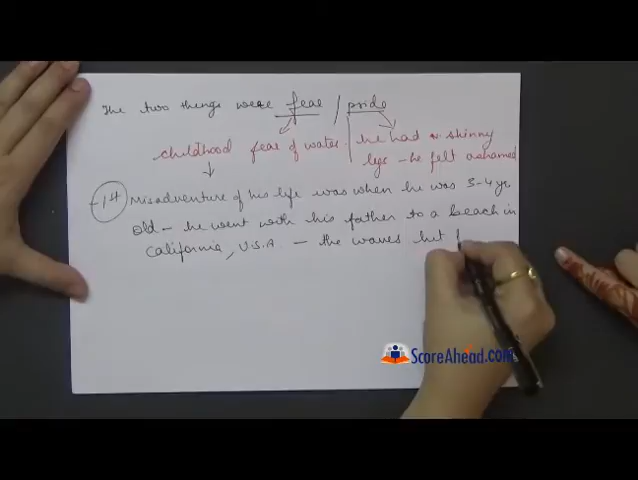 The two things were fear / pride
childhood fear of water. he had skinny
legs - he felt ashamed
1st misadventure of his life was when he was 3-4 yr.
old - he went with his father to a beach in
California, U.S.A. - the waves hit
ScoreAhead.com